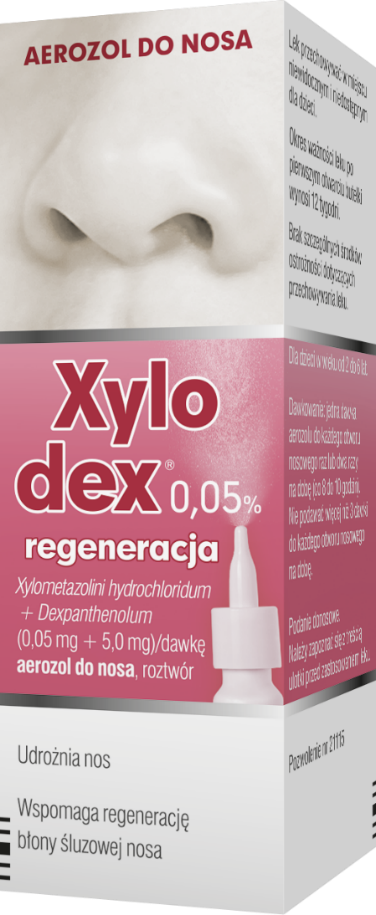 AEROZOL DO NOSA
Xylo
dex® 0,05%
regeneracja
Xylometazolini hydrochloridum
+ Dexpanthenolum
(0,05 mg + 5,0 mg)/dawkę
aerozol do nosa, roztwór
Udrożnia nos
Wspomaga regenerację
błony śluzowej nosa
Lek przechowywać w miejscu
niewidocznym i niedostępnym
dla dzieci.
Okres ważności leku po
pierwszym otwarciu butelki
wynosi 12 tygodni.
Brak szczególnych środków
ostrożności dotyczących
przechowywania leku.
Dla dzieci w wieku od 2 do 6 lat.
Dawkowanie: jedna dawka
aerozolu do każdego otworu
nosowego raz lub dwa razy
na dobę (co 8 do 10 godzin).
Nie podawać więcej niż 3 dawki
do każdego otworu nosowego
na dobę.
Podanie donosowe.
Należy zapoznać się z treścią
ulotki przed zastosowaniem leku.
Pozwolenie nr 21115